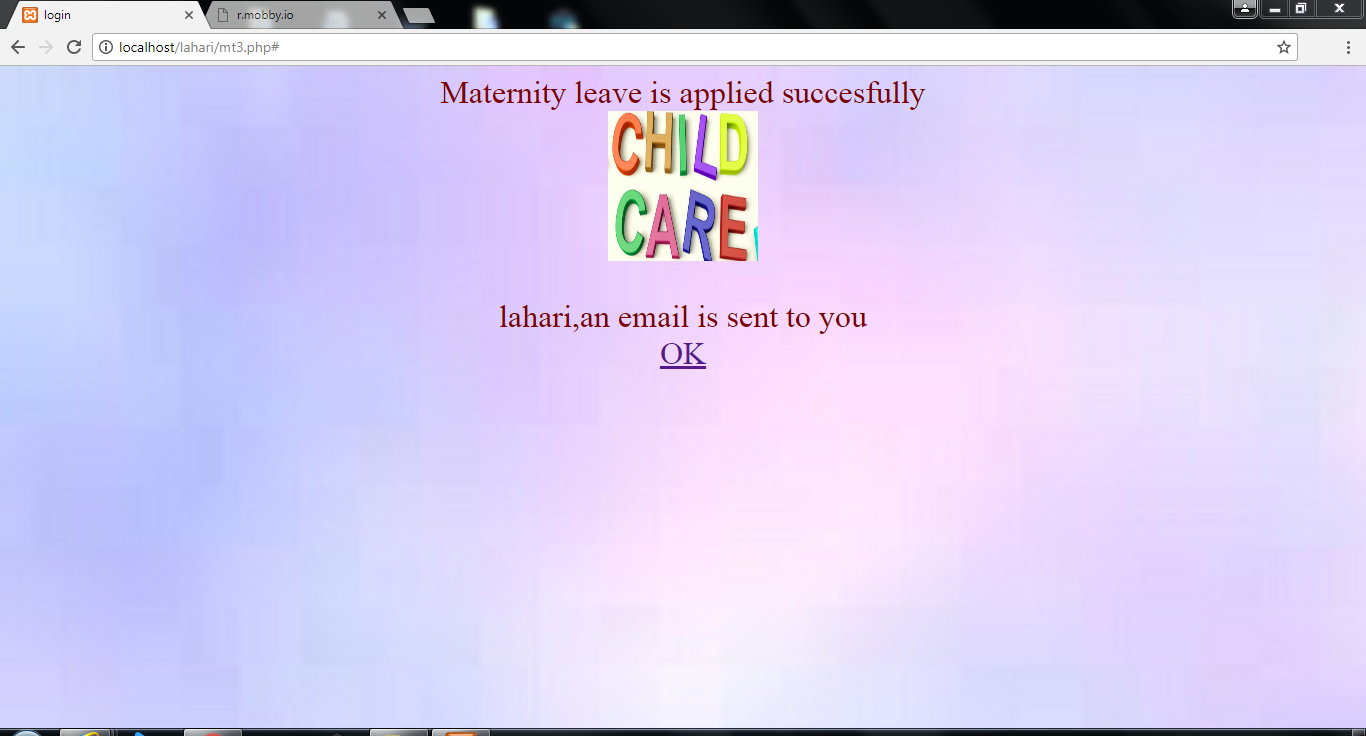 login
r.mobby.io
localhost/lahari/mt3.php#
Maternity leave is applied succesfully
CHILD
CARE
lahari,an email is sent to you
OK